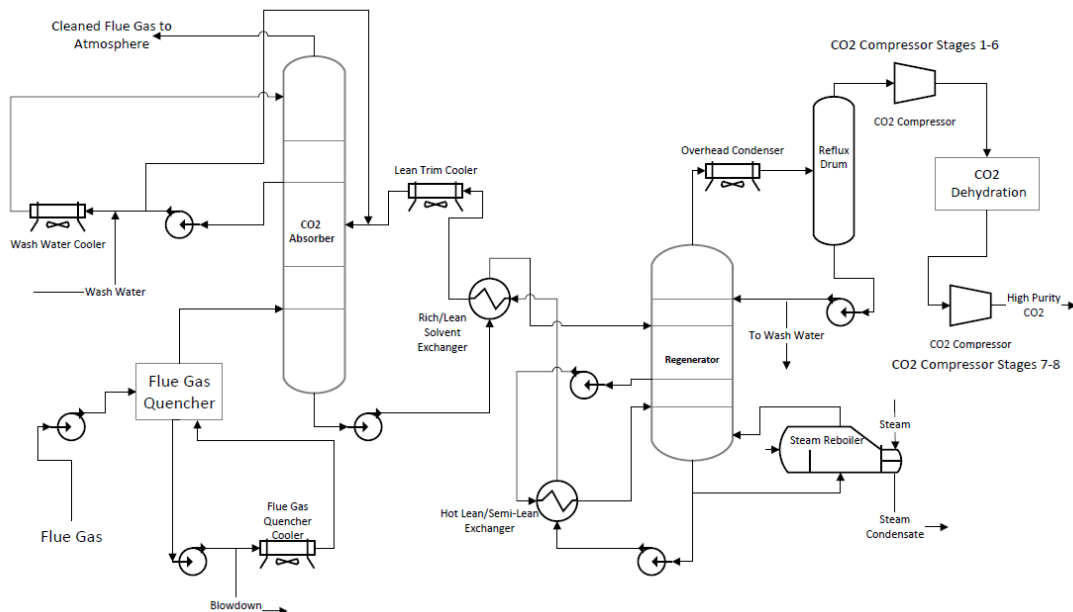 Cleaned Flue Gas to
Atmosphere
CO2 Compressor Stages 1-6
CO2 Compressor
Overhead Condenser
Reflux
Drum
Lean Trim Cooler
CO2
Dehydration
CO2
Absorber
Wash Water Cooler
Wash Water
Rich/Lean
Solvent
Exchanger
High Purity
CO2
CO2 Compressor
To Wash Water
CO2 Compressor Stages 7-8
Regenerator
Flue Gas
Quencher
Steam
Steam Reboiler
Flue Gas
Flue Gas
Quencher
Cooler
Hot Lean/Semi-Lean
Exchanger
Steam
Condensate
Blowdown